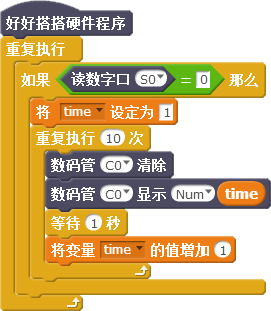 好好搭搭硬件程序
重复执行
如果 读数字口 S0 = 0 那么
将 time 设定为 1
重复执行 10 次
数码管 C0 清除
数码管 C0 显示 Num time
等待 1 秒
将变量 time 的值增加 1